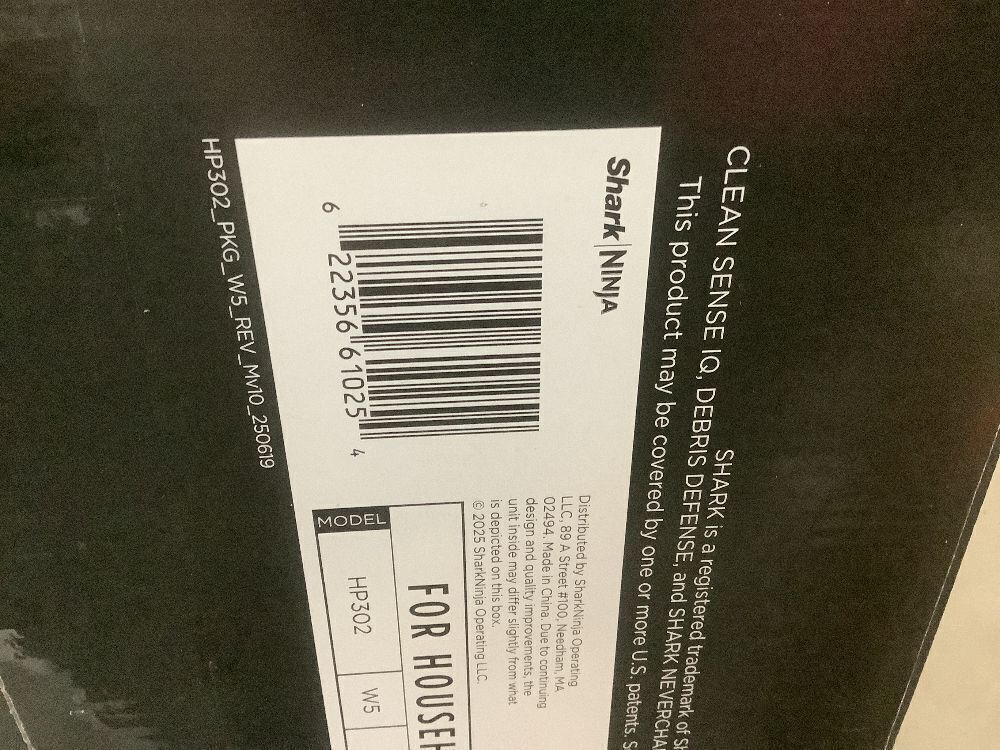 SHARK is a registered trademark of
CLEAN SENSE IQ, DEBRIS DEFENSE, and SHARK
This product may be covered by one or more U.S. patents.
Shark|NINJA
6 22356 61025 4
Distributed by SharkNinja Operating
LLC, 89 A Street #100, Needham, MA
02494. Made in China. Due to continuing
design and quality improvements, the
unit inside may differ slightly from what
is depicted on this box.
© 2025 SharkNinja Operating LLC.
FOR
MODEL
HP302
W5
HP302_PKG_W5_REV_Mv10_250619